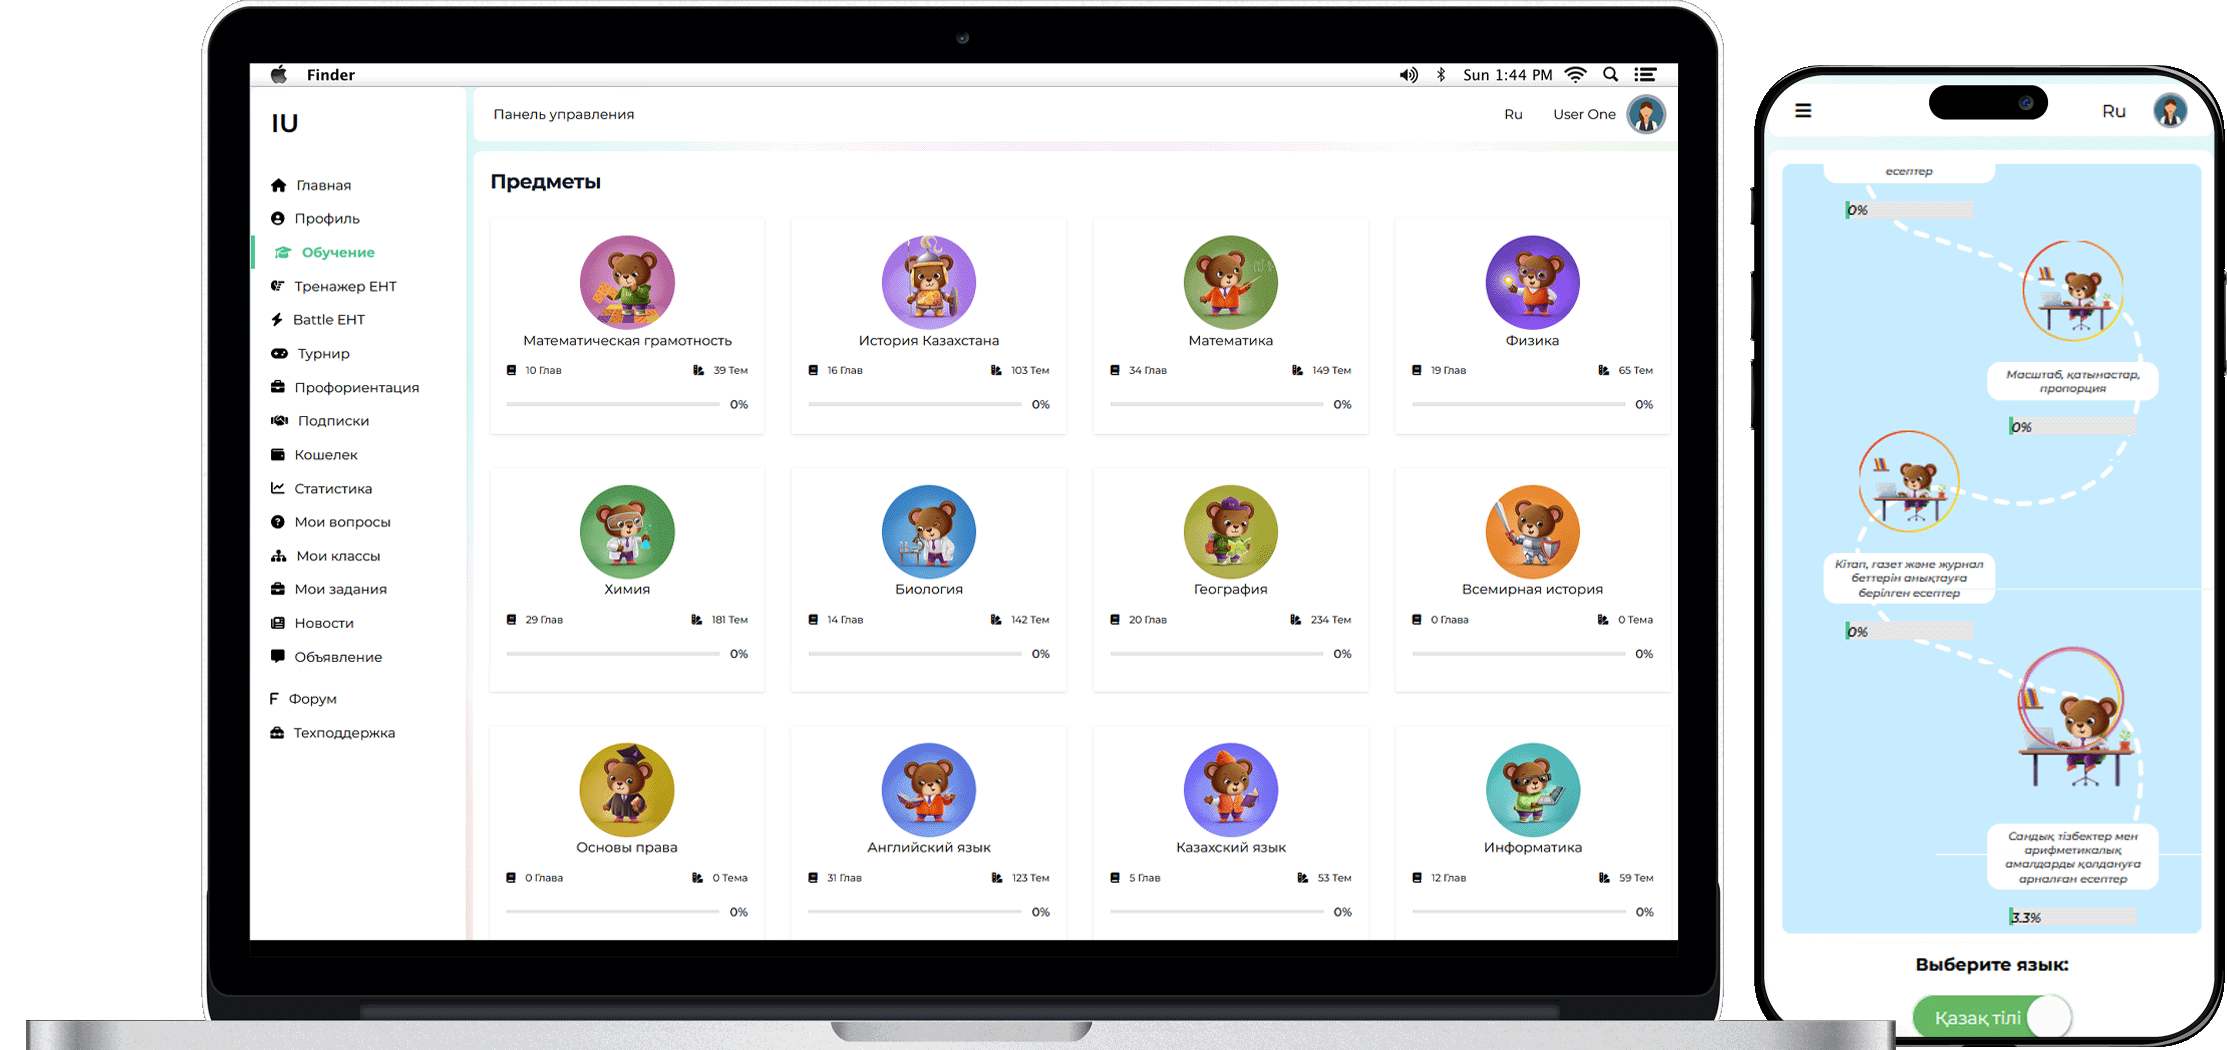 Finder
Sun 1:44 PM
IU
Главная
Профиль
Обучение
Тренажер ЕНТ
Battle ЕНТ
Турнир
Профориентация
Подписки
Кошелек
Статистика
Мои вопросы
Мои классы
Мои задания
Новости
Объявление
F Форум
Техподдержка
Панель управления
Ru User One
Предметы
Математическая грамотность
10 Глав 39 Тем
0%
История Казахстана
16 Глав 103 Тем
0%
Математика
34 Глав 149 Тем
0%
Физика
19 Глав 65 Тем
0%
Химия
29 Глав 181 Тем
0%
Биология
14 Глав 142 Тем
0%
География
20 Глав 234 Тем
0%
Всемирная история
0 Глава 0 Тема
0%
Основы права
0 Глава 0 Тема
0%
Английский язык
31 Глав 123 Тем
0%
Казахский язык
5 Глав 53 Тем
0%
Информатика
12 Глав 59 Тем
0%
Ru
есептер
0%
Масштаб, қатынастар,
пропорция
0%
Кітап, газет және журнал
беттерін анықтауға
берілген есептер
0%
Сандық тізбектер мен
арифметикалық
амалдарды қолдануға
арналған есептер
3.3%
Выберите язык:
Қазақ тілі